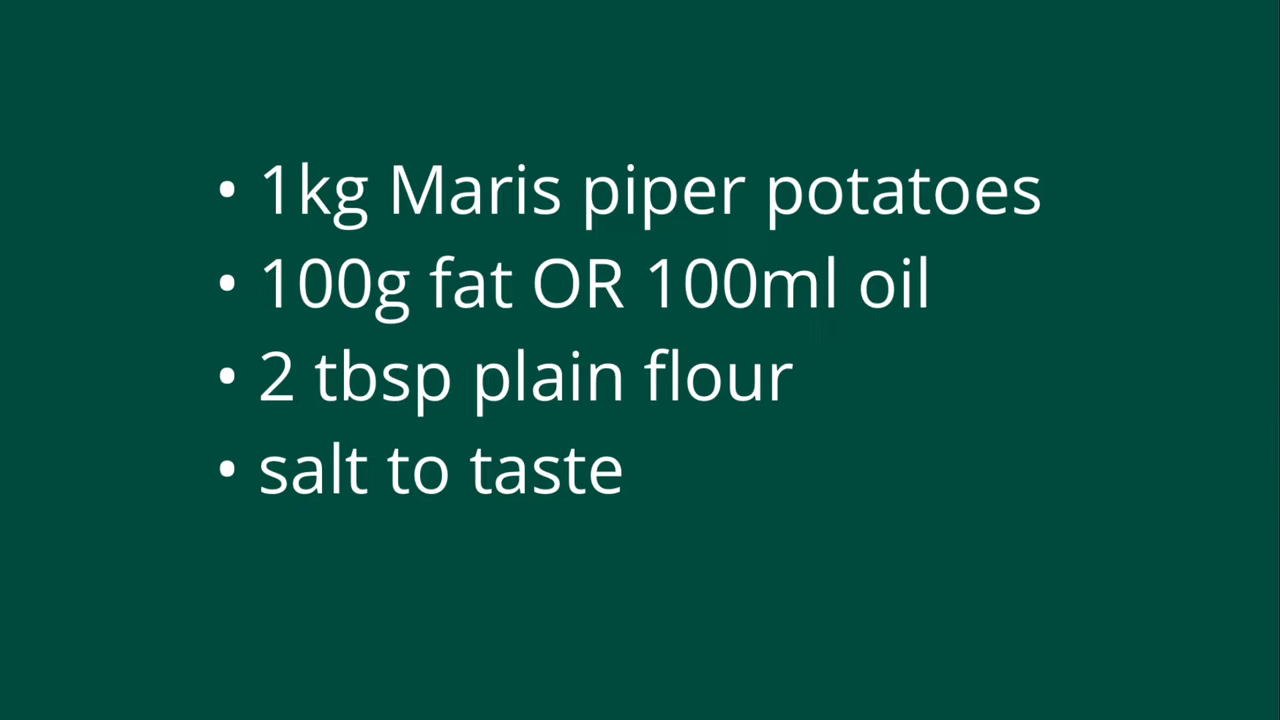 • 1kg Maris piper potatoes
• 100g fat OR 100ml oil
• 2 tbsp plain flour
• salt to taste